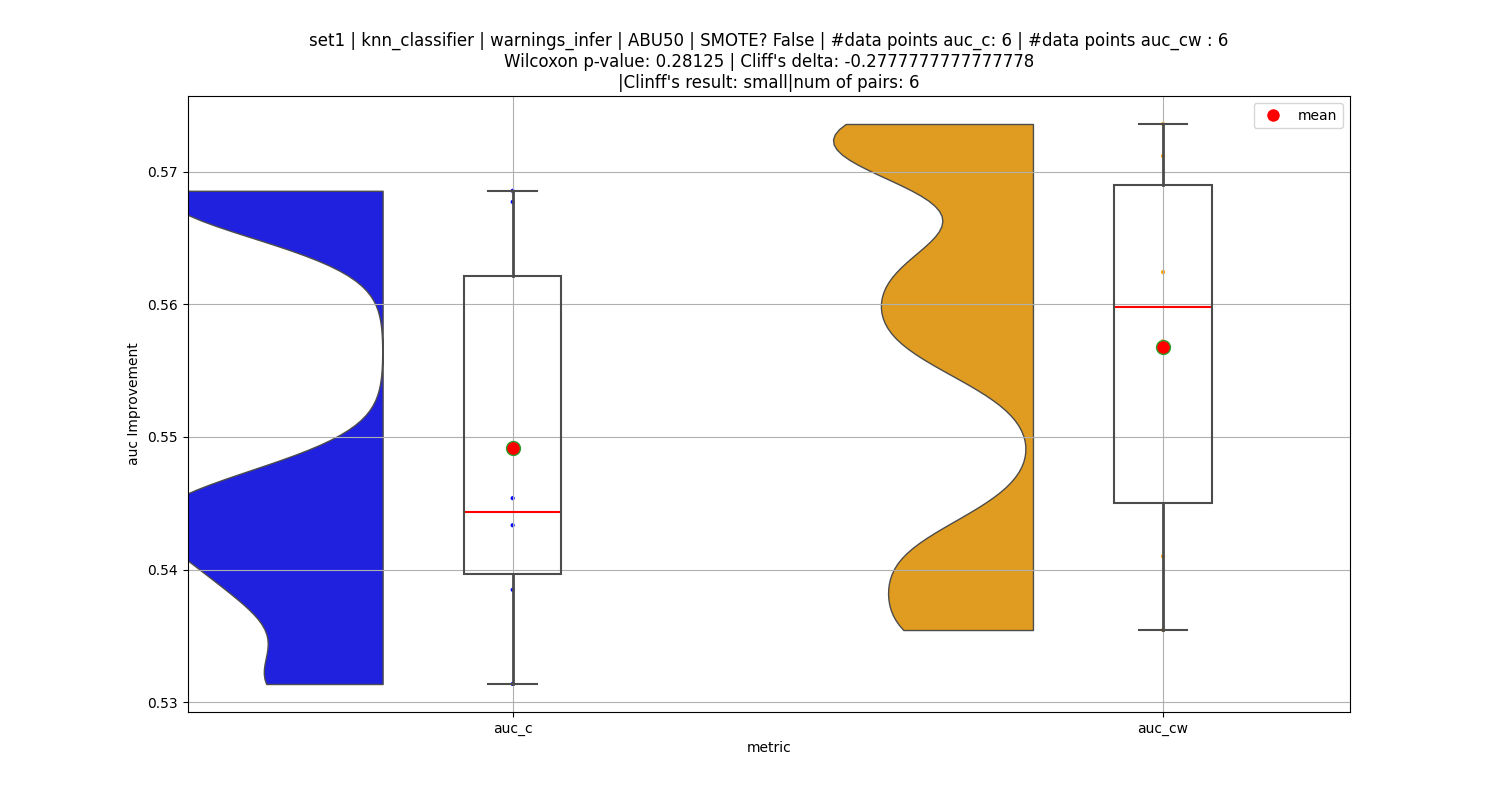 set1 | knn_classifier | warnings_infer | ABU50 | SMOTE? False | #data points auc_c: 6 | #data points auc_cw : 6
Wilcoxon p-value: 0.28125 | Cliff's delta: -0.2777777777777778
|Clinff's result: small|num of pairs: 6
mean
0.57
0.56
0.55
0.54
0.53
auc Improvement
auc_c
auc_cw
metric